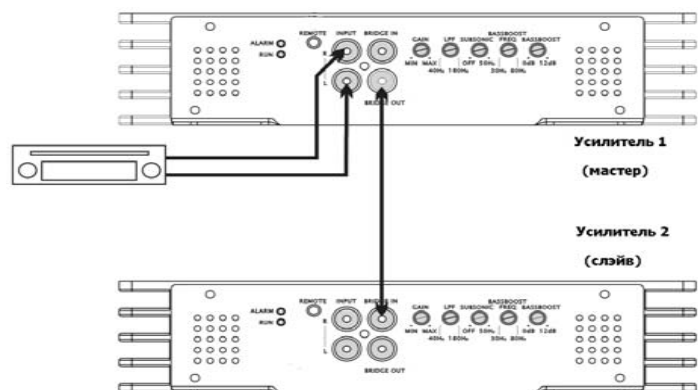 BASSBOOST
REMOTE INPUT BRIDGE IN GAIN LPF SUBSONIC FREQ BASSBOOST
ALARM
RUN
R
L
MIN MAX OFF 50Hz 0dB 12dB
40Hz 180Hz 30Hz 80Hz
BRIDGE OUT
Усилитель 1
(мастер)
Усилитель 2
(слэйв)
BASSBOOST
REMOTE INPUT BRIDGE IN GAIN LPF SUBSONIC FREQ BASSBOOST
ALARM
RUN
R
L
MIN MAX OFF 50Hz 0dB 12dB
40Hz 180Hz 30Hz 80Hz
BRIDGE OUT